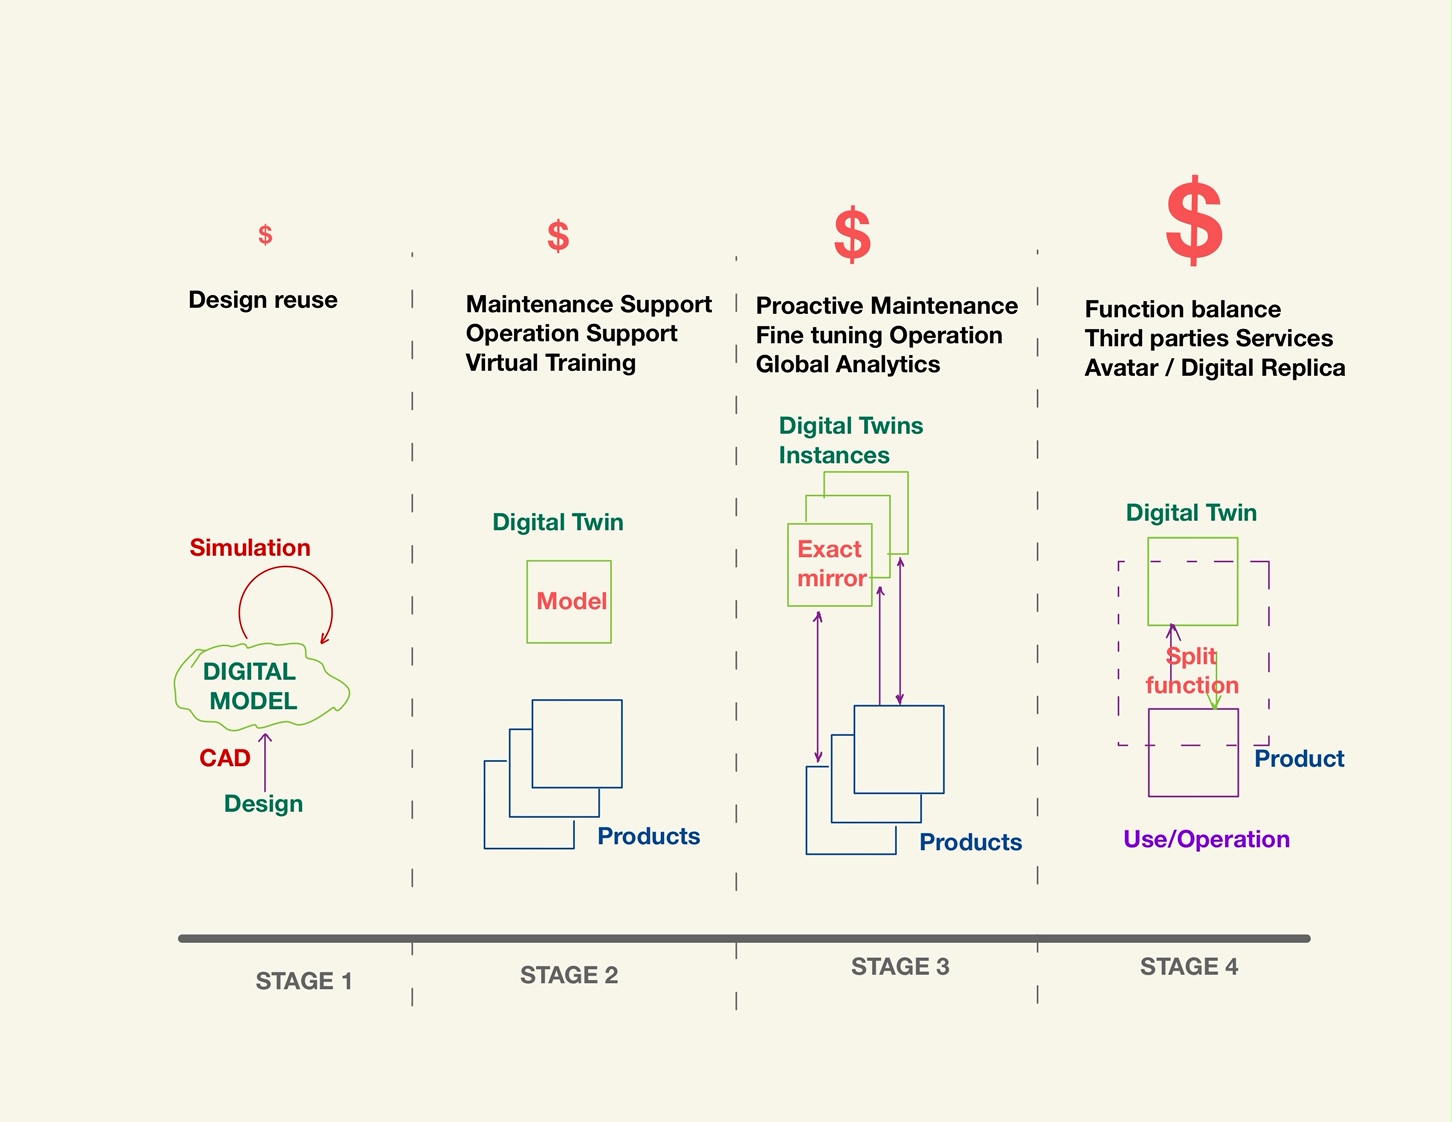 $
Design reuse
Simulation
DIGITAL
MODEL
CAD
Design
STAGE 1
$
Maintenance Support
Operation Support
Virtual Training
Digital Twin
Model
Products
STAGE 2
$
Proactive Maintenance
Fine tuning Operation
Global Analytics
Digital Twins
Instances
Exact
mirror
Products
STAGE 3
$
Function balance
Third parties Services
Avatar / Digital Replica
Digital Twin
Split
function
Product
Use/Operation
STAGE 4